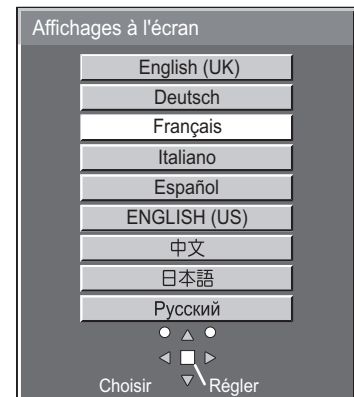 Affichages à l'écran
English (UK)
Deutsch
Français
Italiano
Español
ENGLISH (US)
中文
日本語
Русский
Choisir Régler